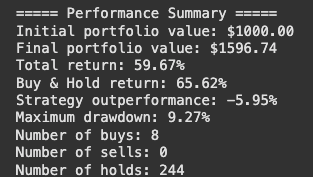 ===== Performance Summary =====
Initial portfolio value: $1000.00
Final portfolio value: $1596.74
Total return: 59.67%
Buy & Hold return: 65.62%
Strategy outperformance: -5.95%
Maximum drawdown: 9.27%
Number of buys: 8
Number of sells: 0
Number of holds: 244